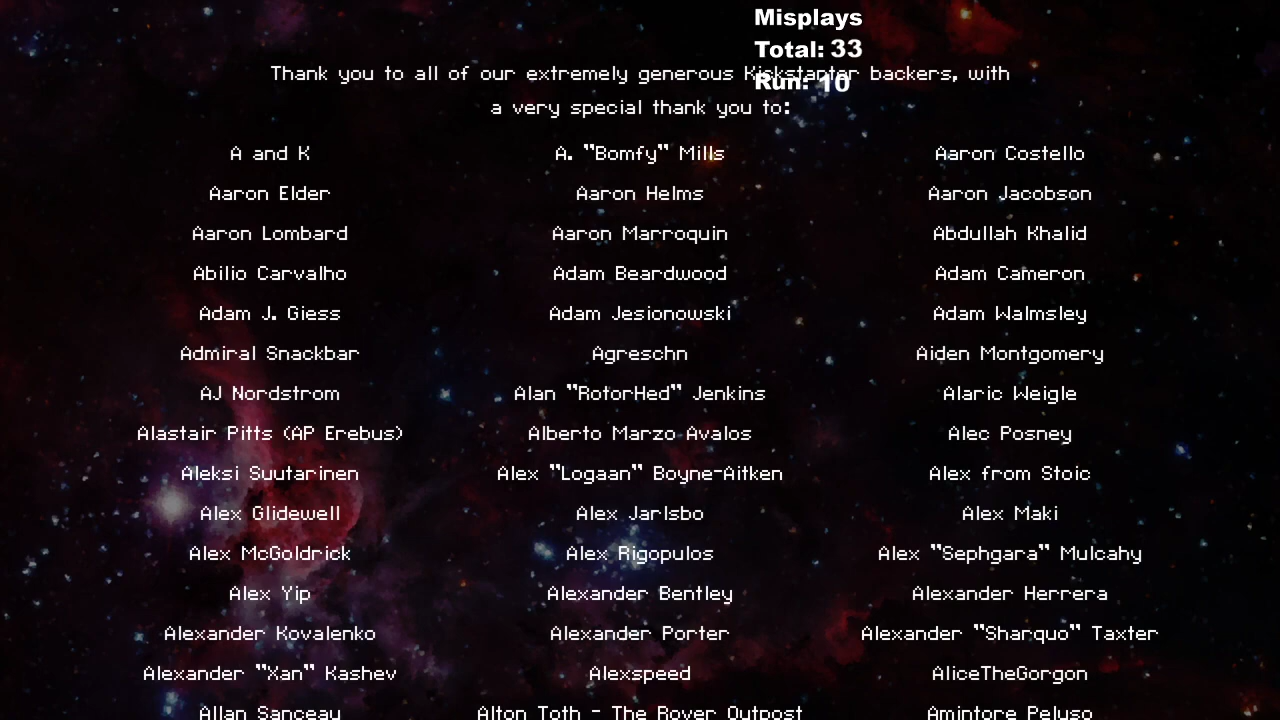 Misplays
Total: 33
Run: 10
Thank you to all of our extremely generous Kickstarter backers, with
a very special thank you to:
A and K A. "Bomfy" Mills Aaron Costello
Aaron Elder Aaron Helms Aaron Jacobson
Aaron Lombard Aaron Marroquin Abdullah Khalid
Abilio Carvalho Adam Beardwood Adam Cameron
Adam J. Giess Adam Jesionowski Adam Walmsley
Admiral Snackbar Agreschn Aiden Montgomery
AJ Nordstrom Alan "RotorHed" Jenkins Alaric Weigle
Alastair Pitts (AP Erebus) Alberto Marzo Avalos Alec Posney
Aleksi Suutarinen Alex "Logaan" Boyne-Aitken Alex from Stoic
Alex Glidewell Alex Jarlsbo Alex Maki
Alex McGoldrick Alex Rigopulos Alex "Sephgara" Mulcahy
Alex Yip Alexander Bentley Alexander Herrera
Alexander Kovalenko Alexander Porter Alexander "Sharquo" Taxter
Alexander "Xan" Kashev Alexspeed AliceTheGorgon
Allan Sanceau Alton Toth - The Rover Outpost Amintore Peluso